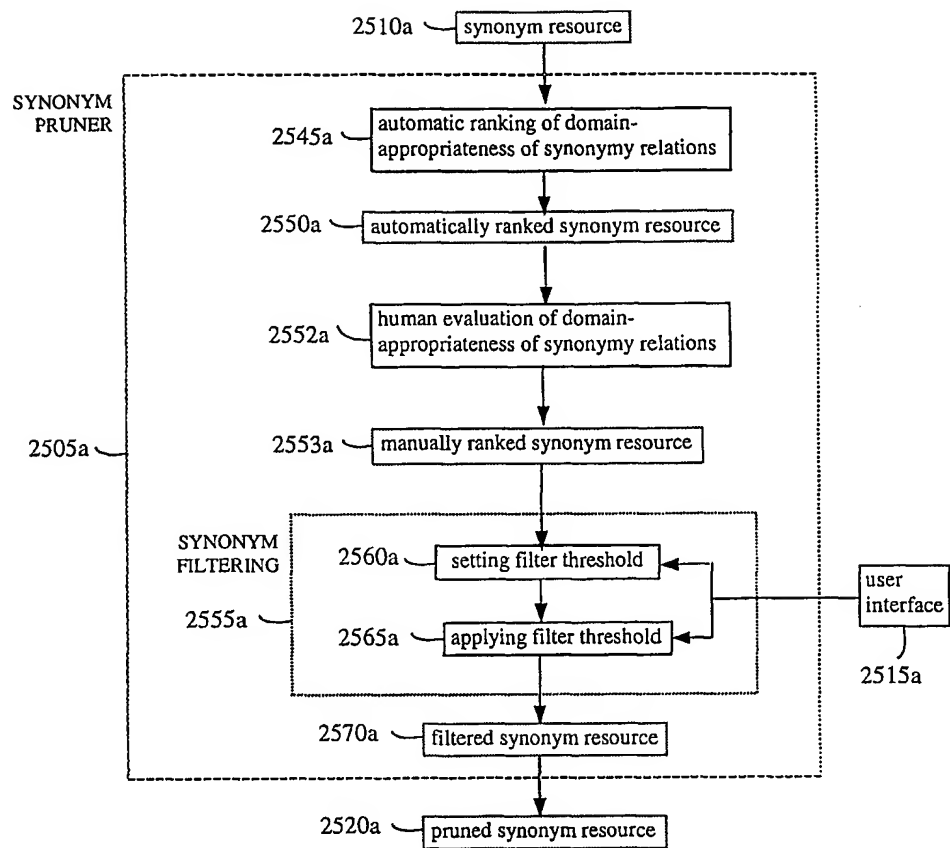 2510a
synonym resource
SYNONYM
PRUNER
2545a
automatic ranking of domain-
appropriateness of synonymy relations
2550a
automatically ranked synonym resource
2552a
human evaluation of domain-
appropriateness of synonymy relations
2505a
2553a
manually ranked synonym resource
SYNONYM
FILTERING
2560a
setting filter threshold
2555a
2565a
applying filter threshold
user
interface
2515a
2570a
filtered synonym resource
2520a
pruned synonym resource